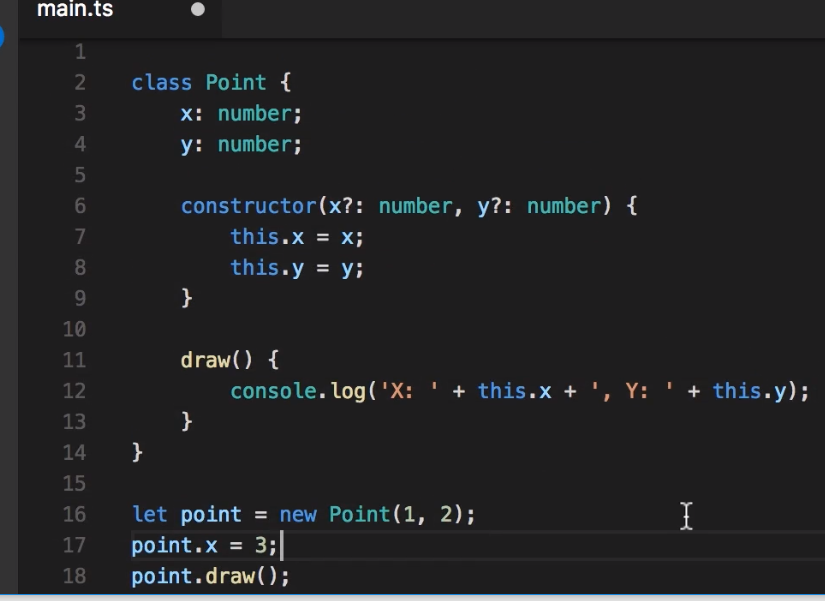 main.ts
1
2 class Point {
3     x: number;
4     y: number;
5
6     constructor(x?: number, y?: number) {
7         this.x = x;
8         this.y = y;
9     }
10
11     draw() {
12         console.log('X: ' + this.x + ', Y: ' + this.y);
13     }
14 }
15
16 let point = new Point(1, 2);
17 point.x = 3;
18 point.draw();